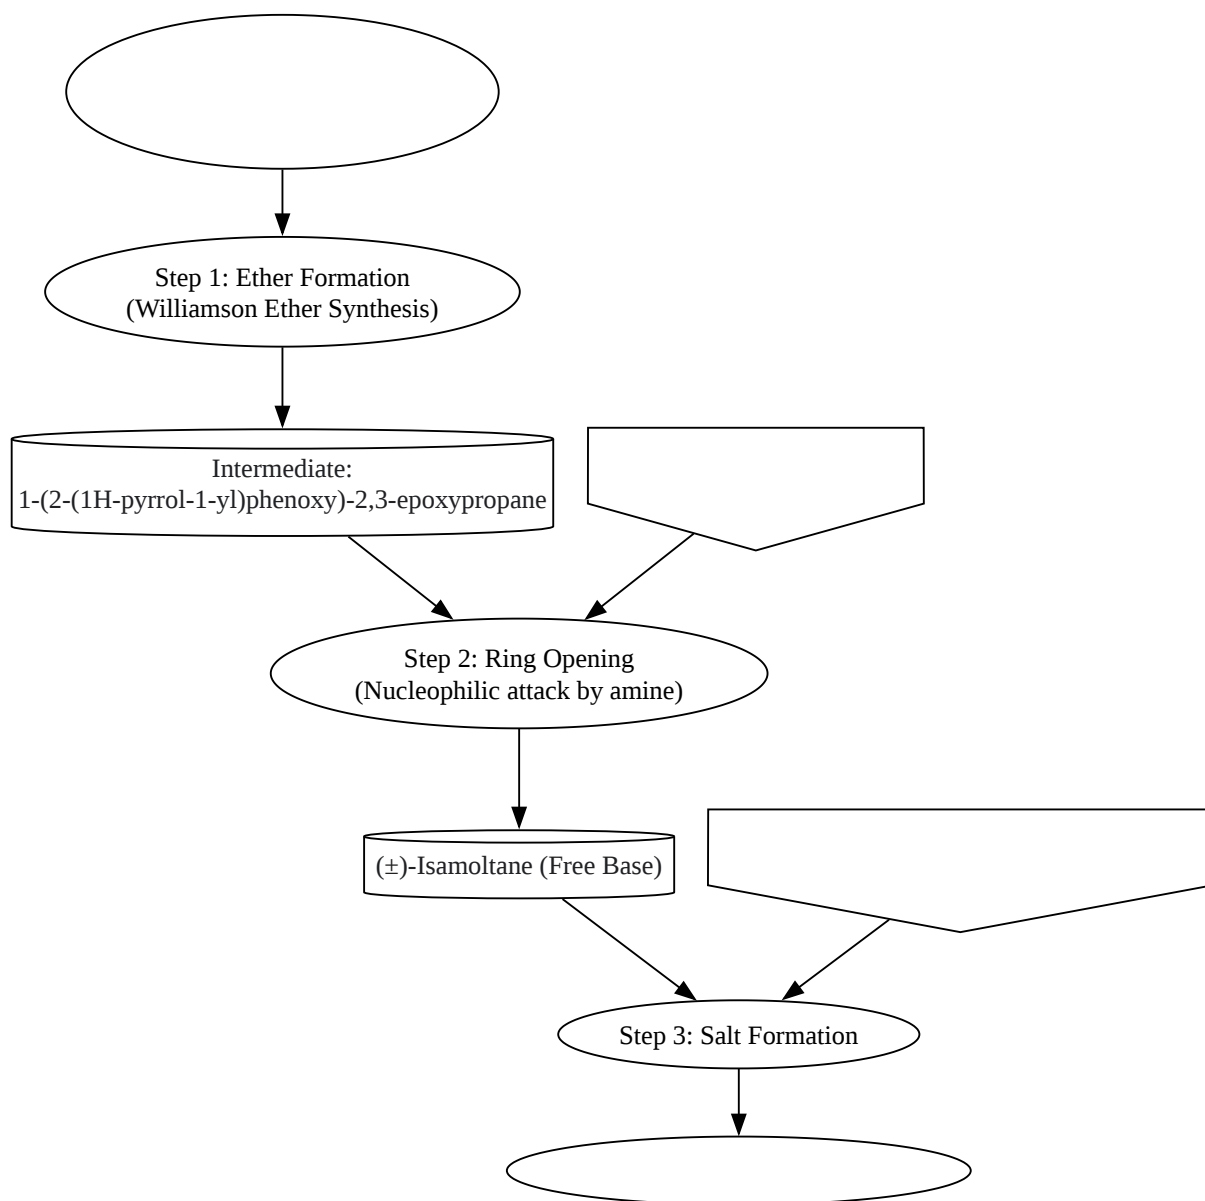 Step 1: Ether Formation
(Williamson Ether Synthesis)
Intermediate:
1-(2-(1H-pyrrol-1-yl)phenoxy)-2,3-epoxypropane
Step 2: Ring Opening
(Nucleophilic attack by amine)
(±)-Isamoltane (Free Base)
Step 3: Salt Formation